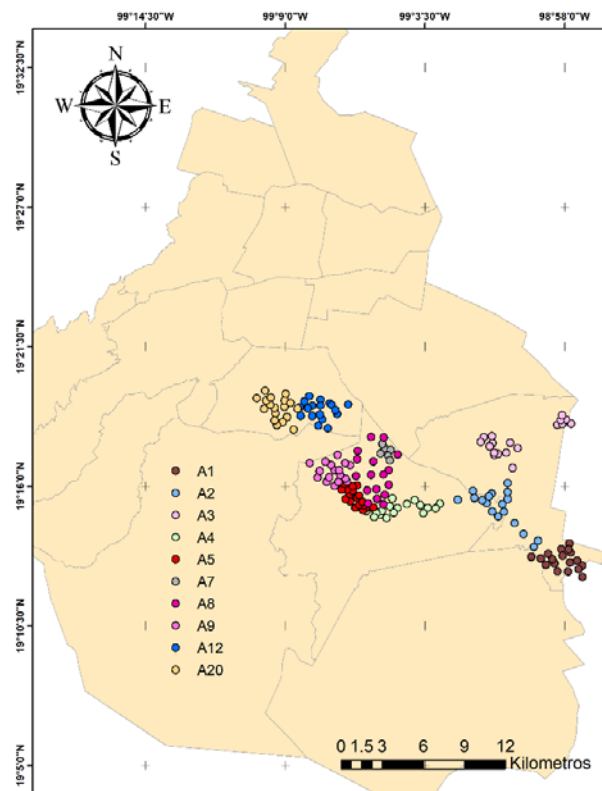 99°14'30"W 99°9'0"W 99°3'30"W 98°58'0"W
19°32'30"N
19°27'0"N
19°21'30"N
19°16'0"N
19°10'30"N
19°5'0"N
N
W E
S
A1
A2
A3
A4
A5
A7
A8
A9
A12
A20
0 1.5 3 6 9 12
Kilometros